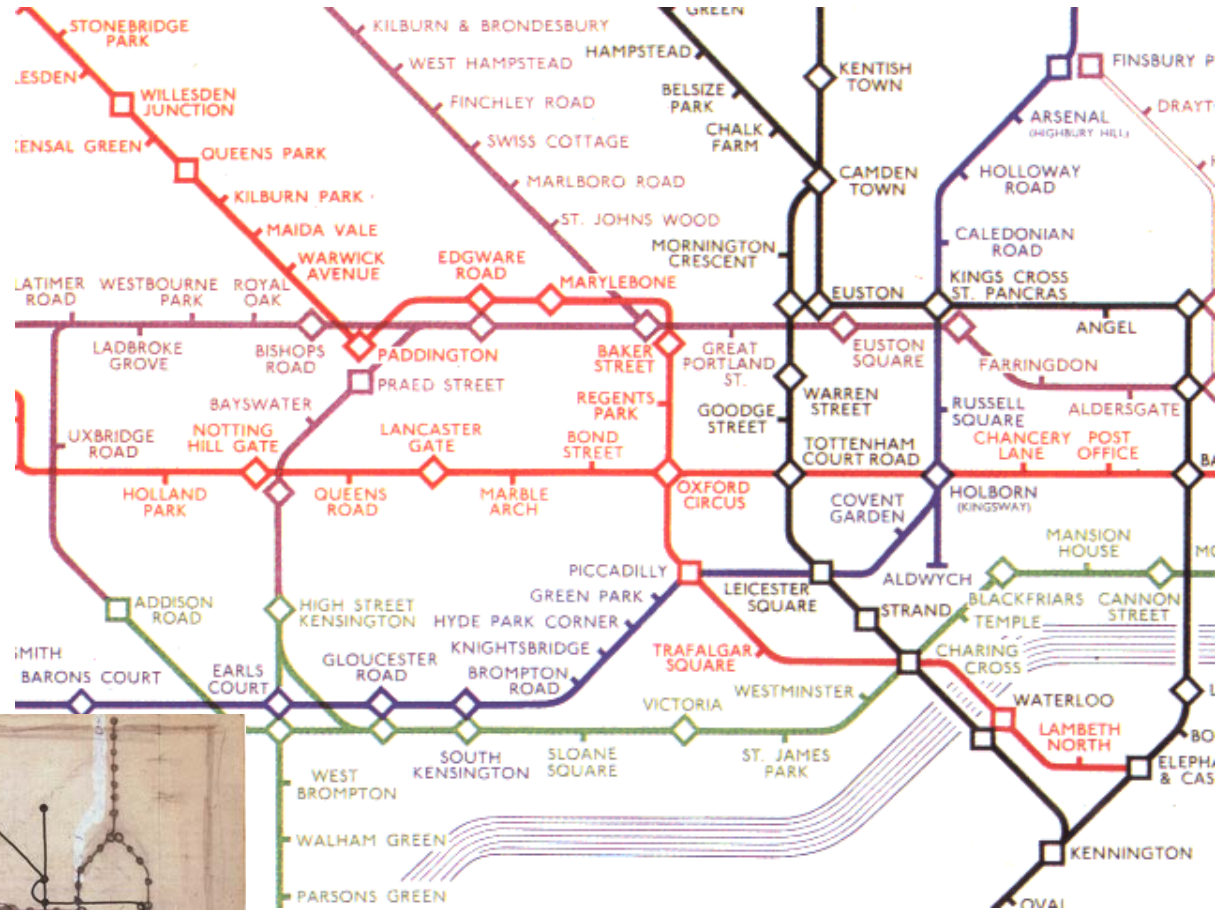 STONEBRIDGE
PARK
KILBURN & BRONDESBURY
GREEN
HAMPSTEAD
WEST HAMPSTEAD
KENTISH
TOWN
FINSBURY P
LESDEN
WILLESDEN
JUNCTION
BELSIZE
PARK
FINCHLEY ROAD
ARSENAL
(HIGHBURY HILL)
DRAYT
CHALK
FARM
SWISS COTTAGE
KENSAL GREEN
QUEENS PARK
MARLBORO ROAD
CAMDEN
TOWN
HOLLOWAY
ROAD
KILBURN PARK
ST. JOHNS WOOD
MAIDA VALE
MORNINGTON
CRESCENT
CALEDONIAN
ROAD
WARWICK
AVENUE
EDGWARE
ROAD
MARYLEBONE
KINGS CROSS
ST. PANCRAS
LATIMER
ROAD
WESTBOURNE
PARK
ROYAL
OAK
EUSTON
ANGEL
LADBROKE
GROVE
BISHOPS
ROAD
PADDINGTON
BAKER
STREET
GREAT
PORTLAND
ST.
EUSTON
SQUARE
FARRINGDON
PRAED STREET
REGENTS
PARK
WARREN
STREET
GOODGE
STREET
RUSSELL
SQUARE
ALDERSGATE
BAYSWATER
UXBRIDGE
ROAD
NOTTING
HILL GATE
LANCASTER
GATE
BOND
STREET
TOTTENHAM
COURT ROAD
CHANCERY
LANE
POST
OFFICE
BA
HOLLAND
PARK
QUEENS
ROAD
MARBLE
ARCH
OXFORD
CIRCUS
HOLBORN
(KINGSWAY)
COVENT
GARDEN
MANSION
HOUSE
MO
PICCADILLY
LEICESTER
SQUARE
ALDWYCH
BLACKFRIARS
CANNON
STREET
GREEN PARK
ADDISON
ROAD
HIGH STREET
KENSINGTON
STRAND
TEMPLE
HYDE PARK CORNER
KNIGHTSBRIDGE
TRAFALGAR
SQUARE
CHARING
CROSS
SMITH
BARONS COURT
EARLS
COURT
GLOUCESTER
ROAD
BROMPTON
ROAD
WESTMINSTER
VICTORIA
WATERLOO
L
LAMBETH
NORTH
BO
SOUTH
KENSINGTON
SLOANE
SQUARE
ST. JAMES
PARK
ELEPHA
& CAS
WEST
BROMPTON
WALHAM GREEN
KENNINGTON
PARSONS GREEN
OVAL